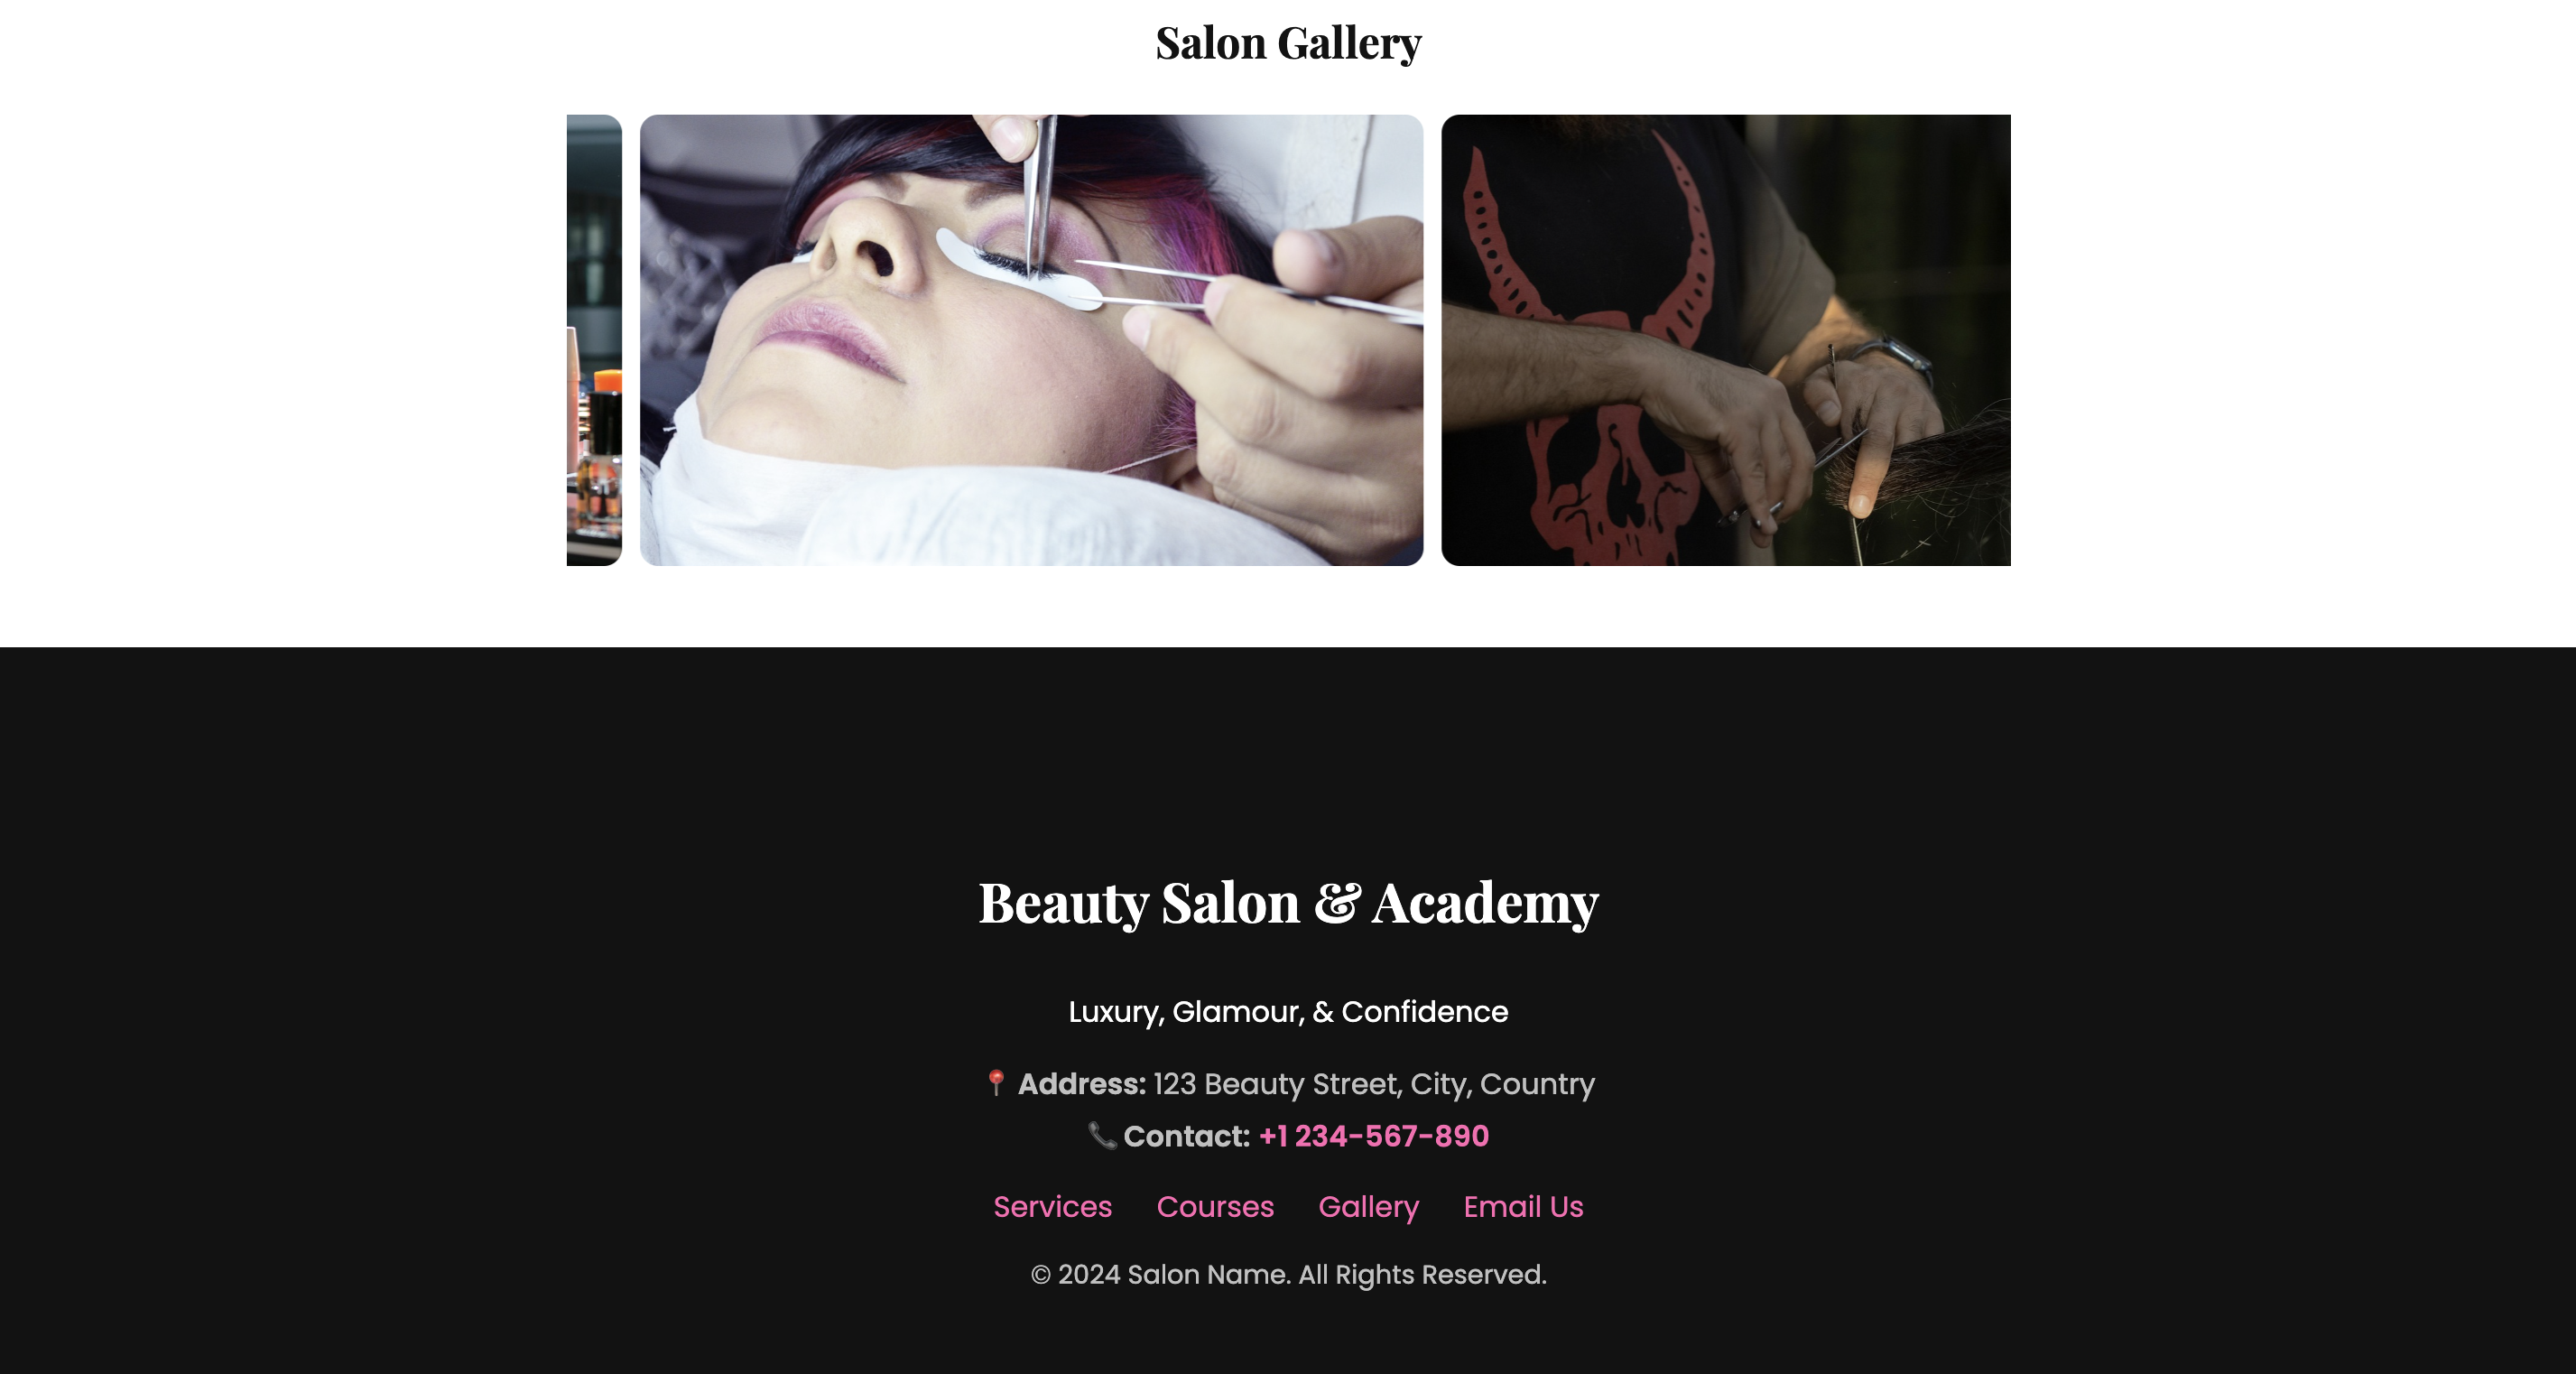 Salon Gallery
Beauty Salon & Academy
Luxury, Glamour, & Confidence
📍 Address: 123 Beauty Street, City, Country
📞 Contact: +1 234-567-890
Services Courses Gallery Email Us
© 2024 Salon Name. All Rights Reserved.